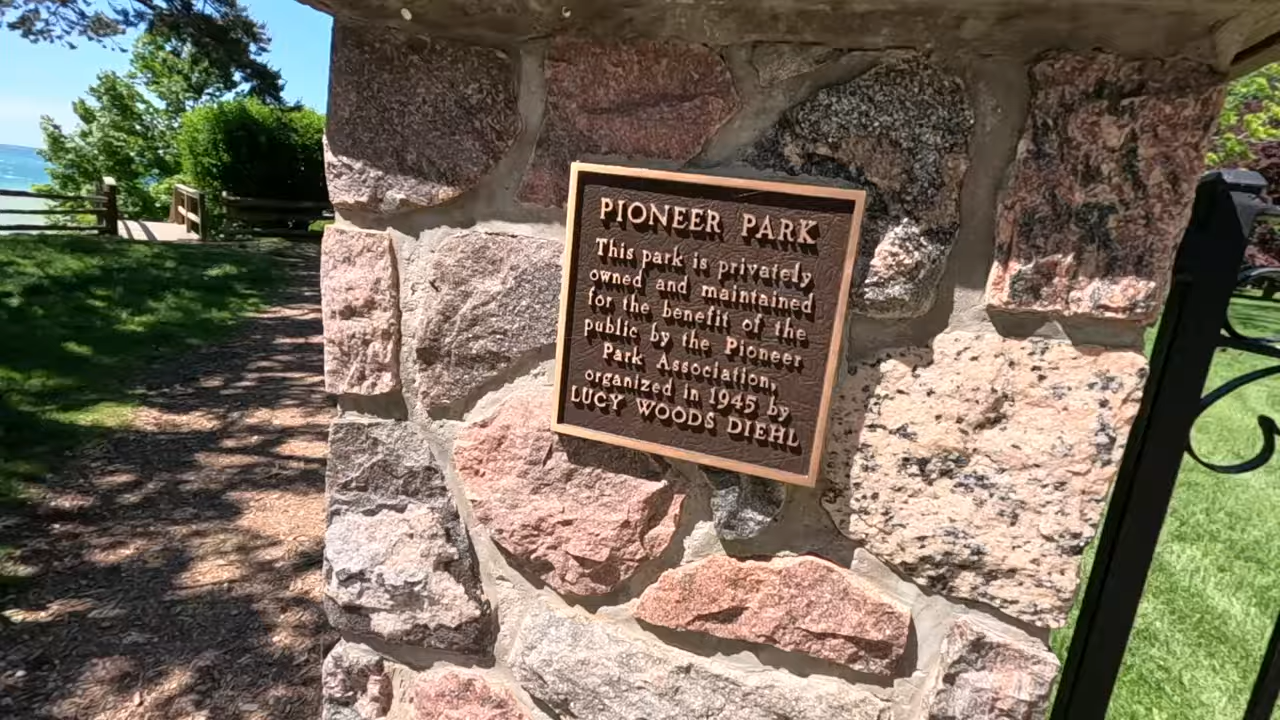 PIONEER PARK
This park is privately
owned and maintained
for the benefit of the
public by the Pioneer
Park Association,
organized in 1945 by
LUCY WOODS DIEHL